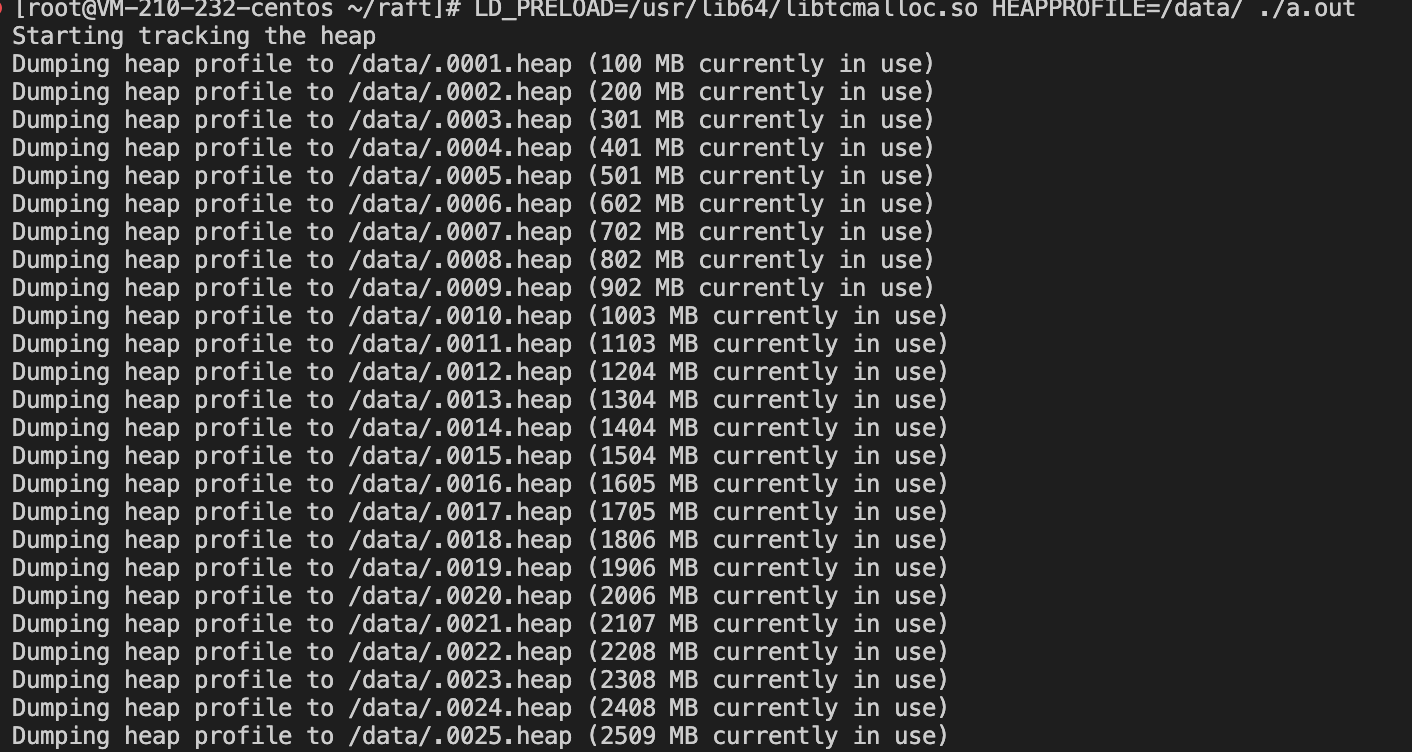 [root@VM-210-232-centos ~/raft]# LD_PRELOAD=/usr/lib64/libtcmalloc.so HEAPPROFILE=/data/ ./a.out
Starting tracking the heap
Dumping heap profile to /data/.0001.heap (100 MB currently in use)
Dumping heap profile to /data/.0002.heap (200 MB currently in use)
Dumping heap profile to /data/.0003.heap (301 MB currently in use)
Dumping heap profile to /data/.0004.heap (401 MB currently in use)
Dumping heap profile to /data/.0005.heap (501 MB currently in use)
Dumping heap profile to /data/.0006.heap (602 MB currently in use)
Dumping heap profile to /data/.0007.heap (702 MB currently in use)
Dumping heap profile to /data/.0008.heap (802 MB currently in use)
Dumping heap profile to /data/.0009.heap (902 MB currently in use)
Dumping heap profile to /data/.0010.heap (1003 MB currently in use)
Dumping heap profile to /data/.0011.heap (1103 MB currently in use)
Dumping heap profile to /data/.0012.heap (1204 MB currently in use)
Dumping heap profile to /data/.0013.heap (1304 MB currently in use)
Dumping heap profile to /data/.0014.heap (1404 MB currently in use)
Dumping heap profile to /data/.0015.heap (1504 MB currently in use)
Dumping heap profile to /data/.0016.heap (1605 MB currently in use)
Dumping heap profile to /data/.0017.heap (1705 MB currently in use)
Dumping heap profile to /data/.0018.heap (1806 MB currently in use)
Dumping heap profile to /data/.0019.heap (1906 MB currently in use)
Dumping heap profile to /data/.0020.heap (2006 MB currently in use)
Dumping heap profile to /data/.0021.heap (2107 MB currently in use)
Dumping heap profile to /data/.0022.heap (2208 MB currently in use)
Dumping heap profile to /data/.0023.heap (2308 MB currently in use)
Dumping heap profile to /data/.0024.heap (2408 MB currently in use)
Dumping heap profile to /data/.0025.heap (2509 MB currently in use)